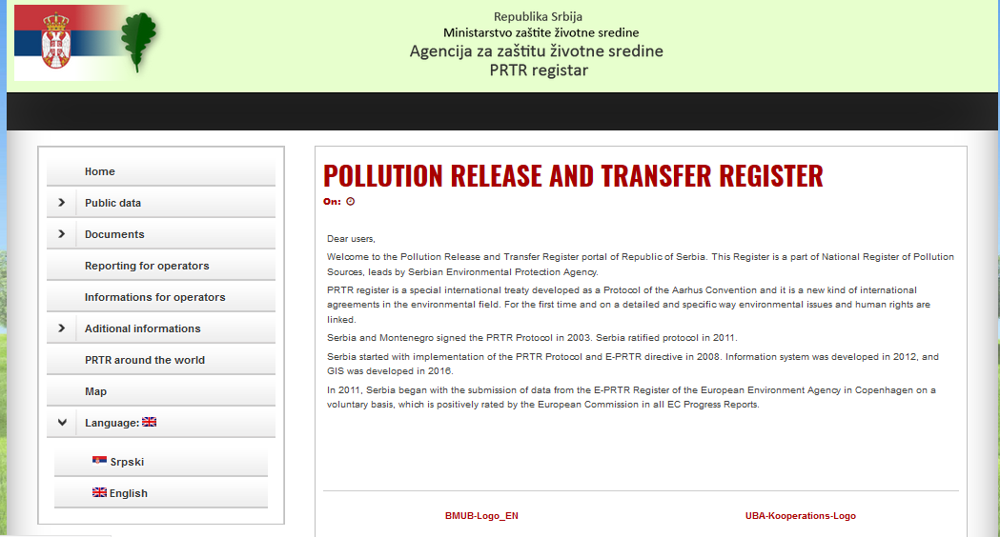 Republika Srbija
Ministarstvo zaštite životne sredine
Agencija za zaštitu životne sredine
PRTR registar
Home
Public data
Documents
Reporting for operators
Informations for operators
Aditional informations
PRTR around the world
Map
Language:
Srpski
English
POLLUTION RELEASE AND TRANSFER REGISTER
On:
Dear users,
Welcome to the Pollution Release and Transfer Register portal of Republic of Serbia. This Register is a part of National Register of Pollution
Sources, leads by Serbian Environmental Protection Agency.
PRTR register is a special international treaty developed as a Protocol of the Aarhus Convention and it is a new kind of international
agreements in the environmental field. For the first time and on a detailed and specific way environmental issues and human rights are
linked.
Serbia and Montenegro signed the PRTR Protocol in 2003. Serbia ratified protocol in 2011.
Serbia started with implementation of the PRTR Protocol and E-PRTR directive in 2008. Information system was developed in 2012, and
GIS was developed in 2016.
In 2011, Serbia began with the submission of data from the E-PRTR Register of the European Environment Agency in Copenhagen on a
voluntary basis, which is positively rated by the European Commission in all EC Progress Reports.
BMUB-Logo_EN
UBA-Kooperations-Logo